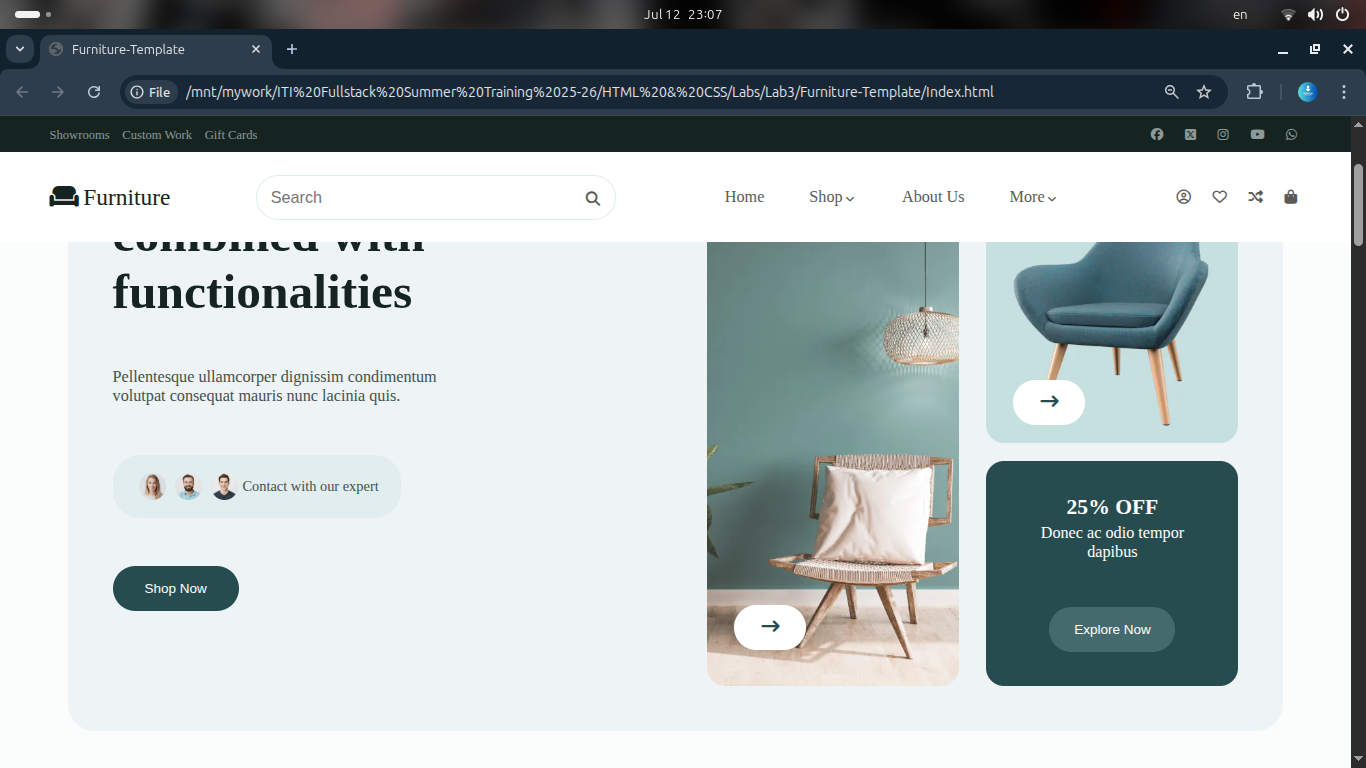 Jul 12 23:07
en
Furniture-Template
File
/mnt/mywork/ITI%20Fullstack%20Summer%20Training%202025-26/HTML%20&%20CSS/Labs/Lab3/Furniture-Template/Index.html
Showrooms Custom Work Gift Cards
Furniture
Search
Home Shop About Us More
combined with
functionalities
Pellentesque ullamcorper dignissim condimentum
volutpat consequat mauris nunc lacinia quis.
Contact with our expert
Shop Now
25% OFF
Donec ac odio tempor
dapibus
Explore Now